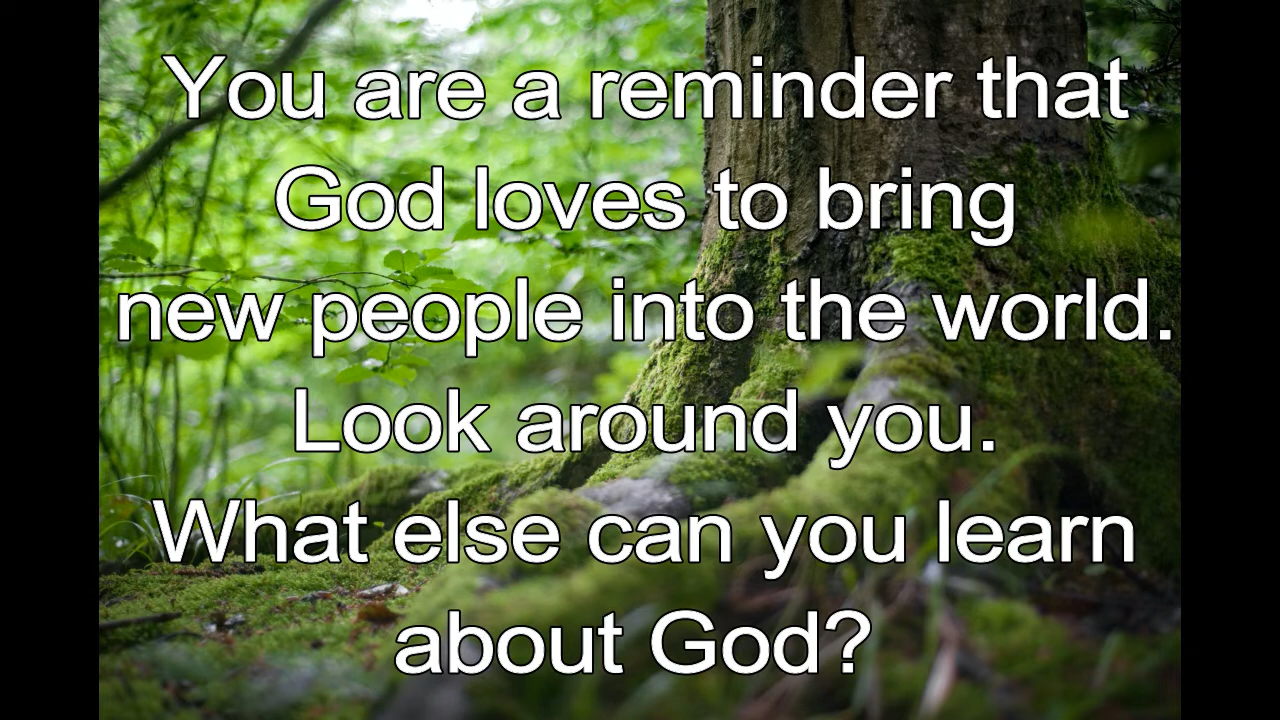 You are a reminder that
God loves to bring
new people into the world.
Look around you.
What else can you learn
about God?